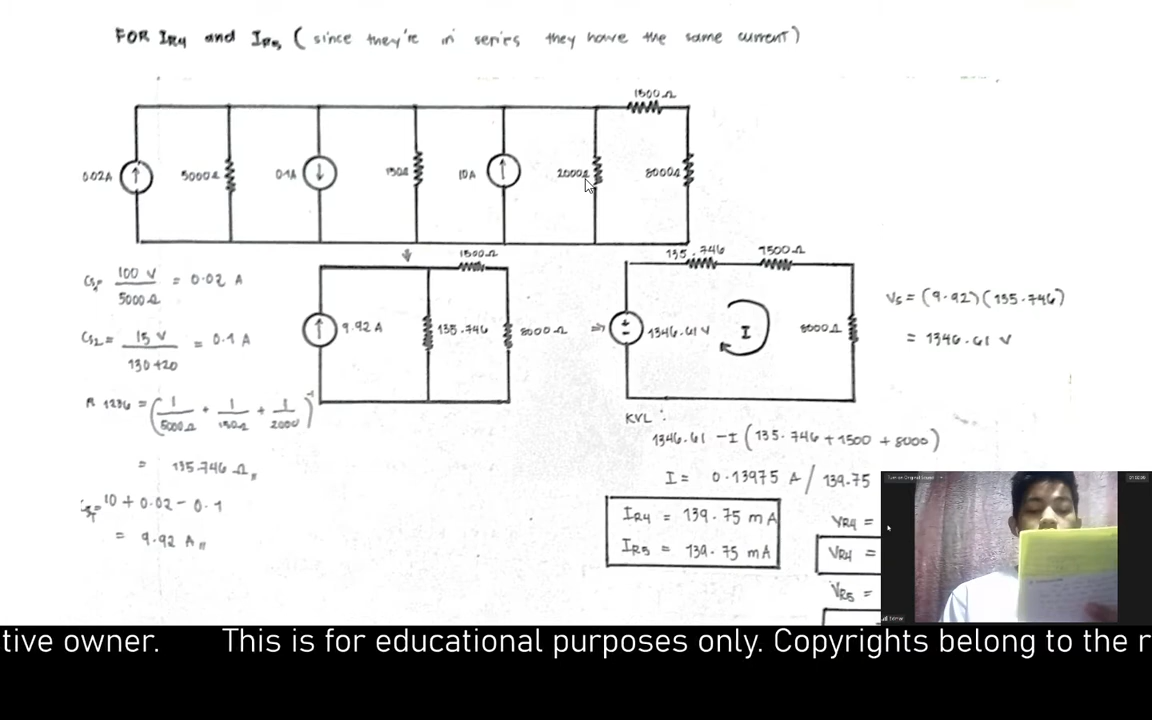 FOR IR4 and IR5 (since they're in series they have the same current)
1500Ω
0.02A
5000Ω
0.1A
150Ω
10A
2000Ω
8000Ω
CS1= 100 V / 5000Ω = 0.02 A
CS2= 15 V / 130+20 = 0.1 A
R 1236 = (1/5000Ω + 1/150Ω + 1/2000)⁻¹
= 135.746 Ω
10 + 0.02 - 0.1
= 9.92 A
1500Ω
9.92 A
135.746
8000Ω
135.746
1500Ω
1346.61 V
I
8000Ω
VS = (9.92)(135.746)
= 1346.61 V
KVL:
1346.61 - I (135.746 + 1500 + 8000)
I = 0.13975 A / 139.75
IR4 = 139.75 mA
IR5 = 139.75 mA
VR4 =
VR4 =
VR5 =
tive owner. This is for educational purposes only. Copyrights belong to the r